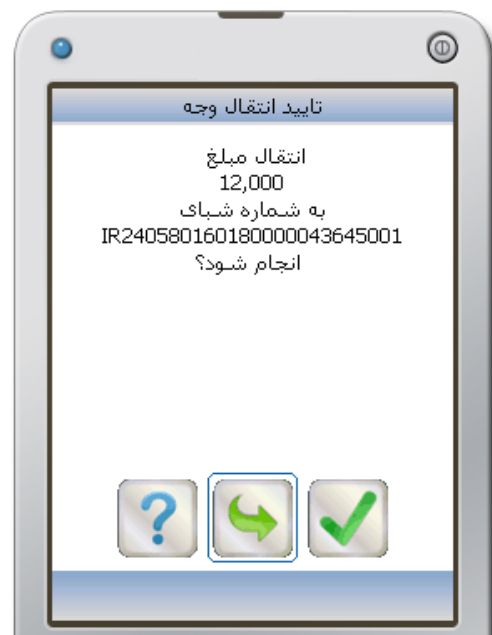 تایید انتقال وجه
انتقال مبلغ
12,000
به شماره شبای
IR240580160180000043645001
انجام شود؟